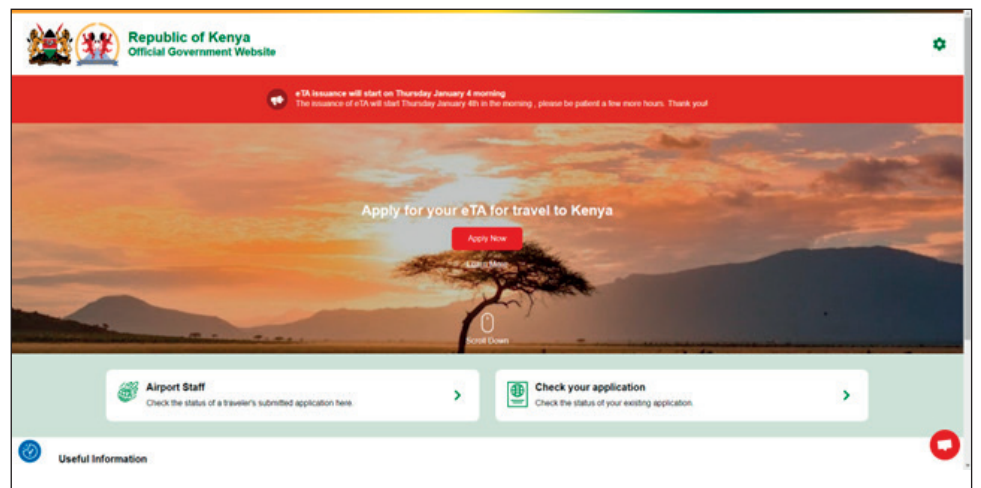 Republic of Kenya
Official Government Website
eTA issuance will start on Thursday January 4 morning
The issuance of eTA will start Thursday January 4th in the morning , please be patient a few more hours. Thank you!
Apply for your eTA for travel to Kenya
Apply Now
Learn More
Scroll Down
Airport Staff
Check the status of a traveler's submitted application here.
Check your application
Check the status of your existing application.
Useful Information